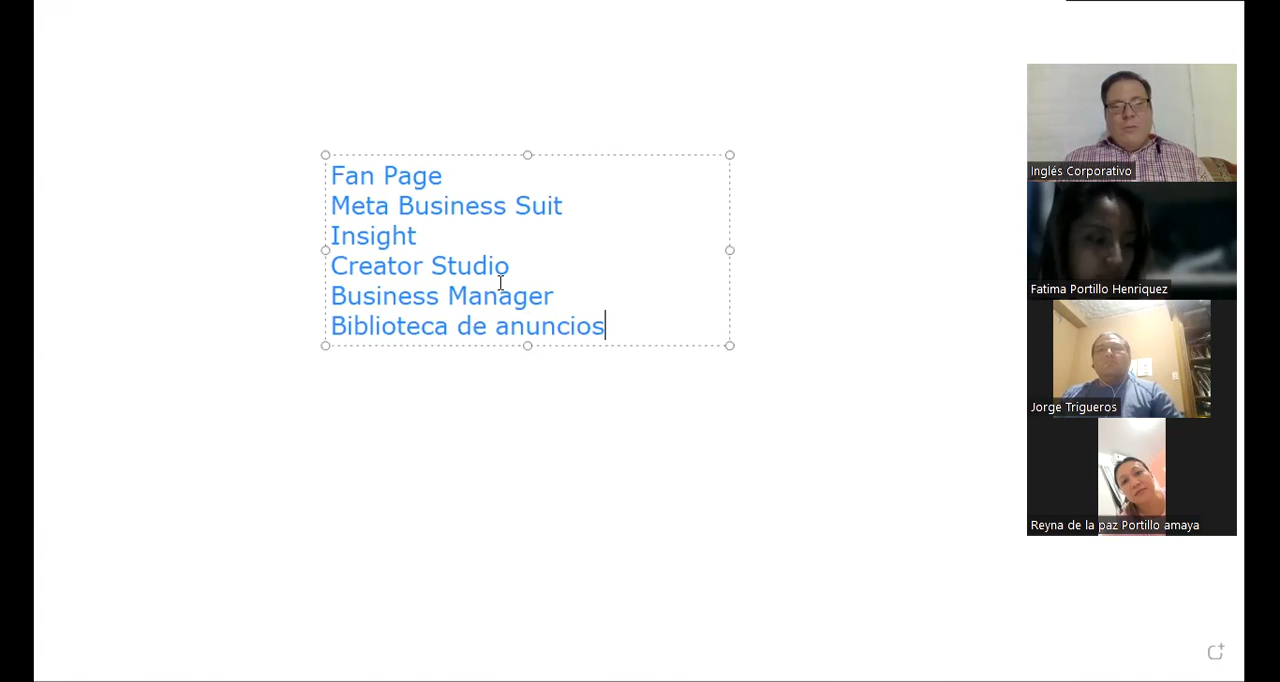 Fan Page
Meta Business Suit
Insight
Creator Studio
Business Manager
Biblioteca de anuncios
Inglés Corporativo
Fatima Portillo Henriquez
Jorge Trigueros
Reyna de la paz Portillo amaya